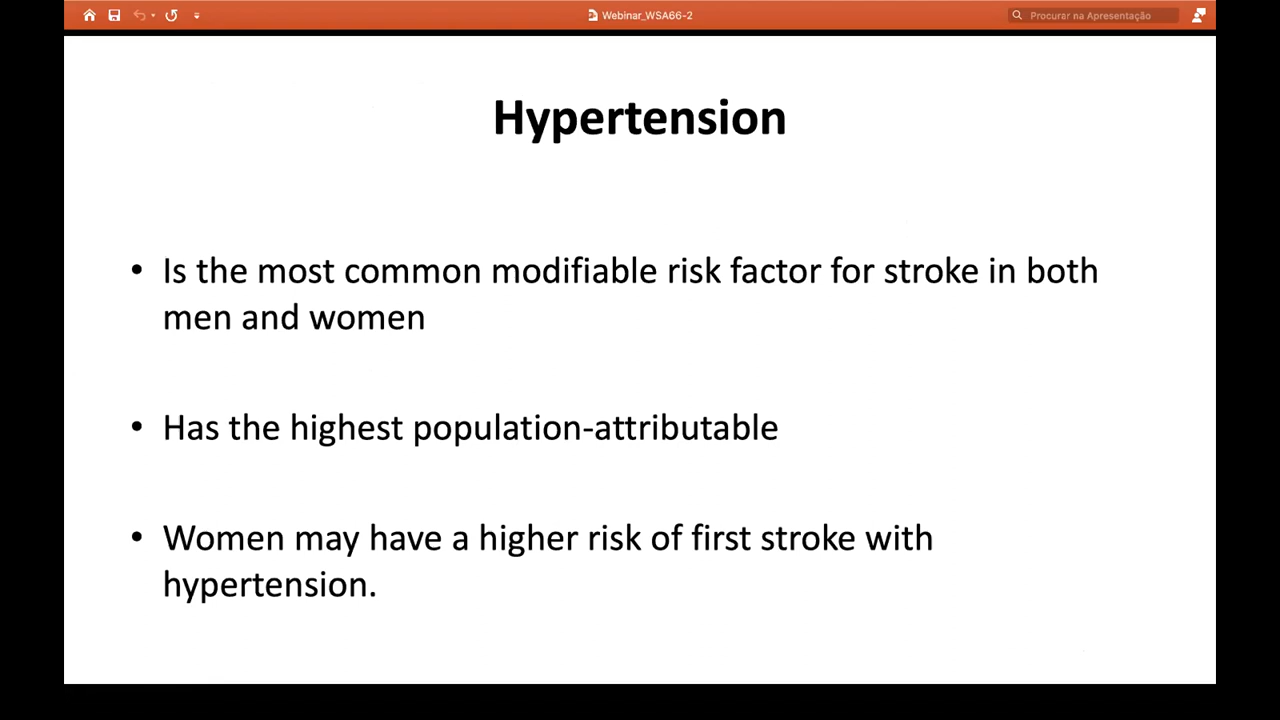 Webinar_WSA66-2
Procurar na Apresentação
Hypertension
• Is the most common modifiable risk factor for stroke in both
men and women
• Has the highest population-attributable
• Women may have a higher risk of first stroke with
hypertension.